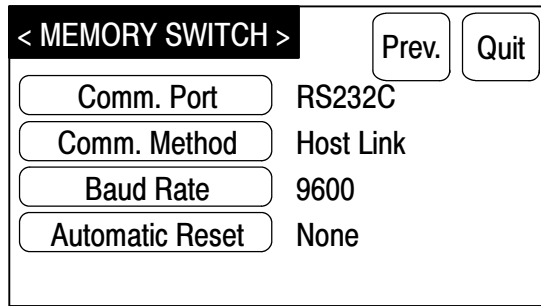 < MEMORY SWITCH >
Prev. Quit
Comm. Port RS232C
Comm. Method Host Link
Baud Rate 9600
Automatic Reset None